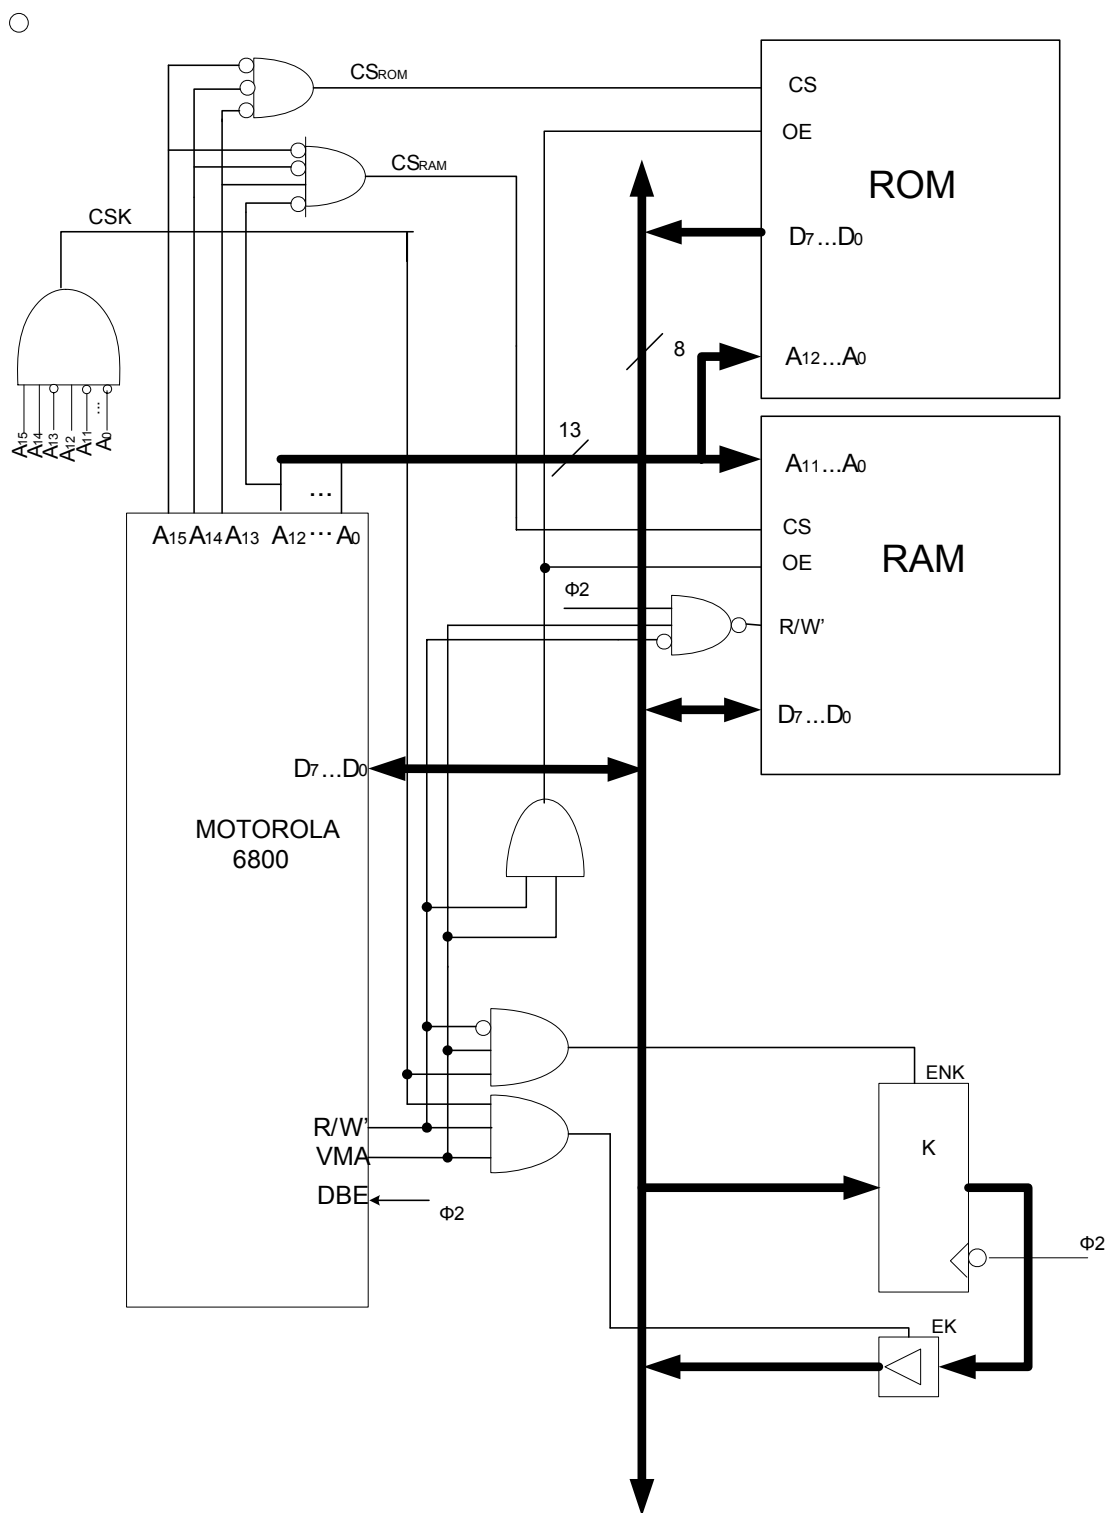 CSROM
CS
OE
ROM
CSRAM
CSK
D7...D0
8
A12...A0
A15
A14
A13
A12
A11
...
A0
13
A11...A0
...
A15 A14 A13 A12 ... A0
CS
RAM
OE
Φ2
R/W'
D7...D0
D7...D0
MOTOROLA
6800
ENK
R/W'
K
VMA
DBE
Φ2
Φ2
EK